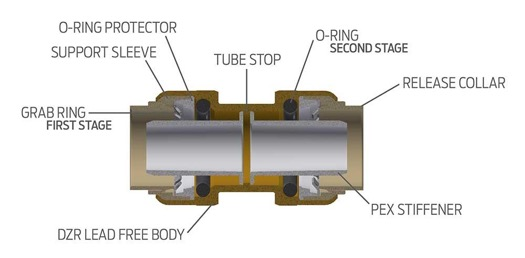 O-RING PROTECTOR
SUPPORT SLEEVE
TUBE STOP
O-RING
SECOND STAGE
RELEASE COLLAR
GRAB RING
FIRST STAGE
PEX STIFFENER
DZR LEAD FREE BODY